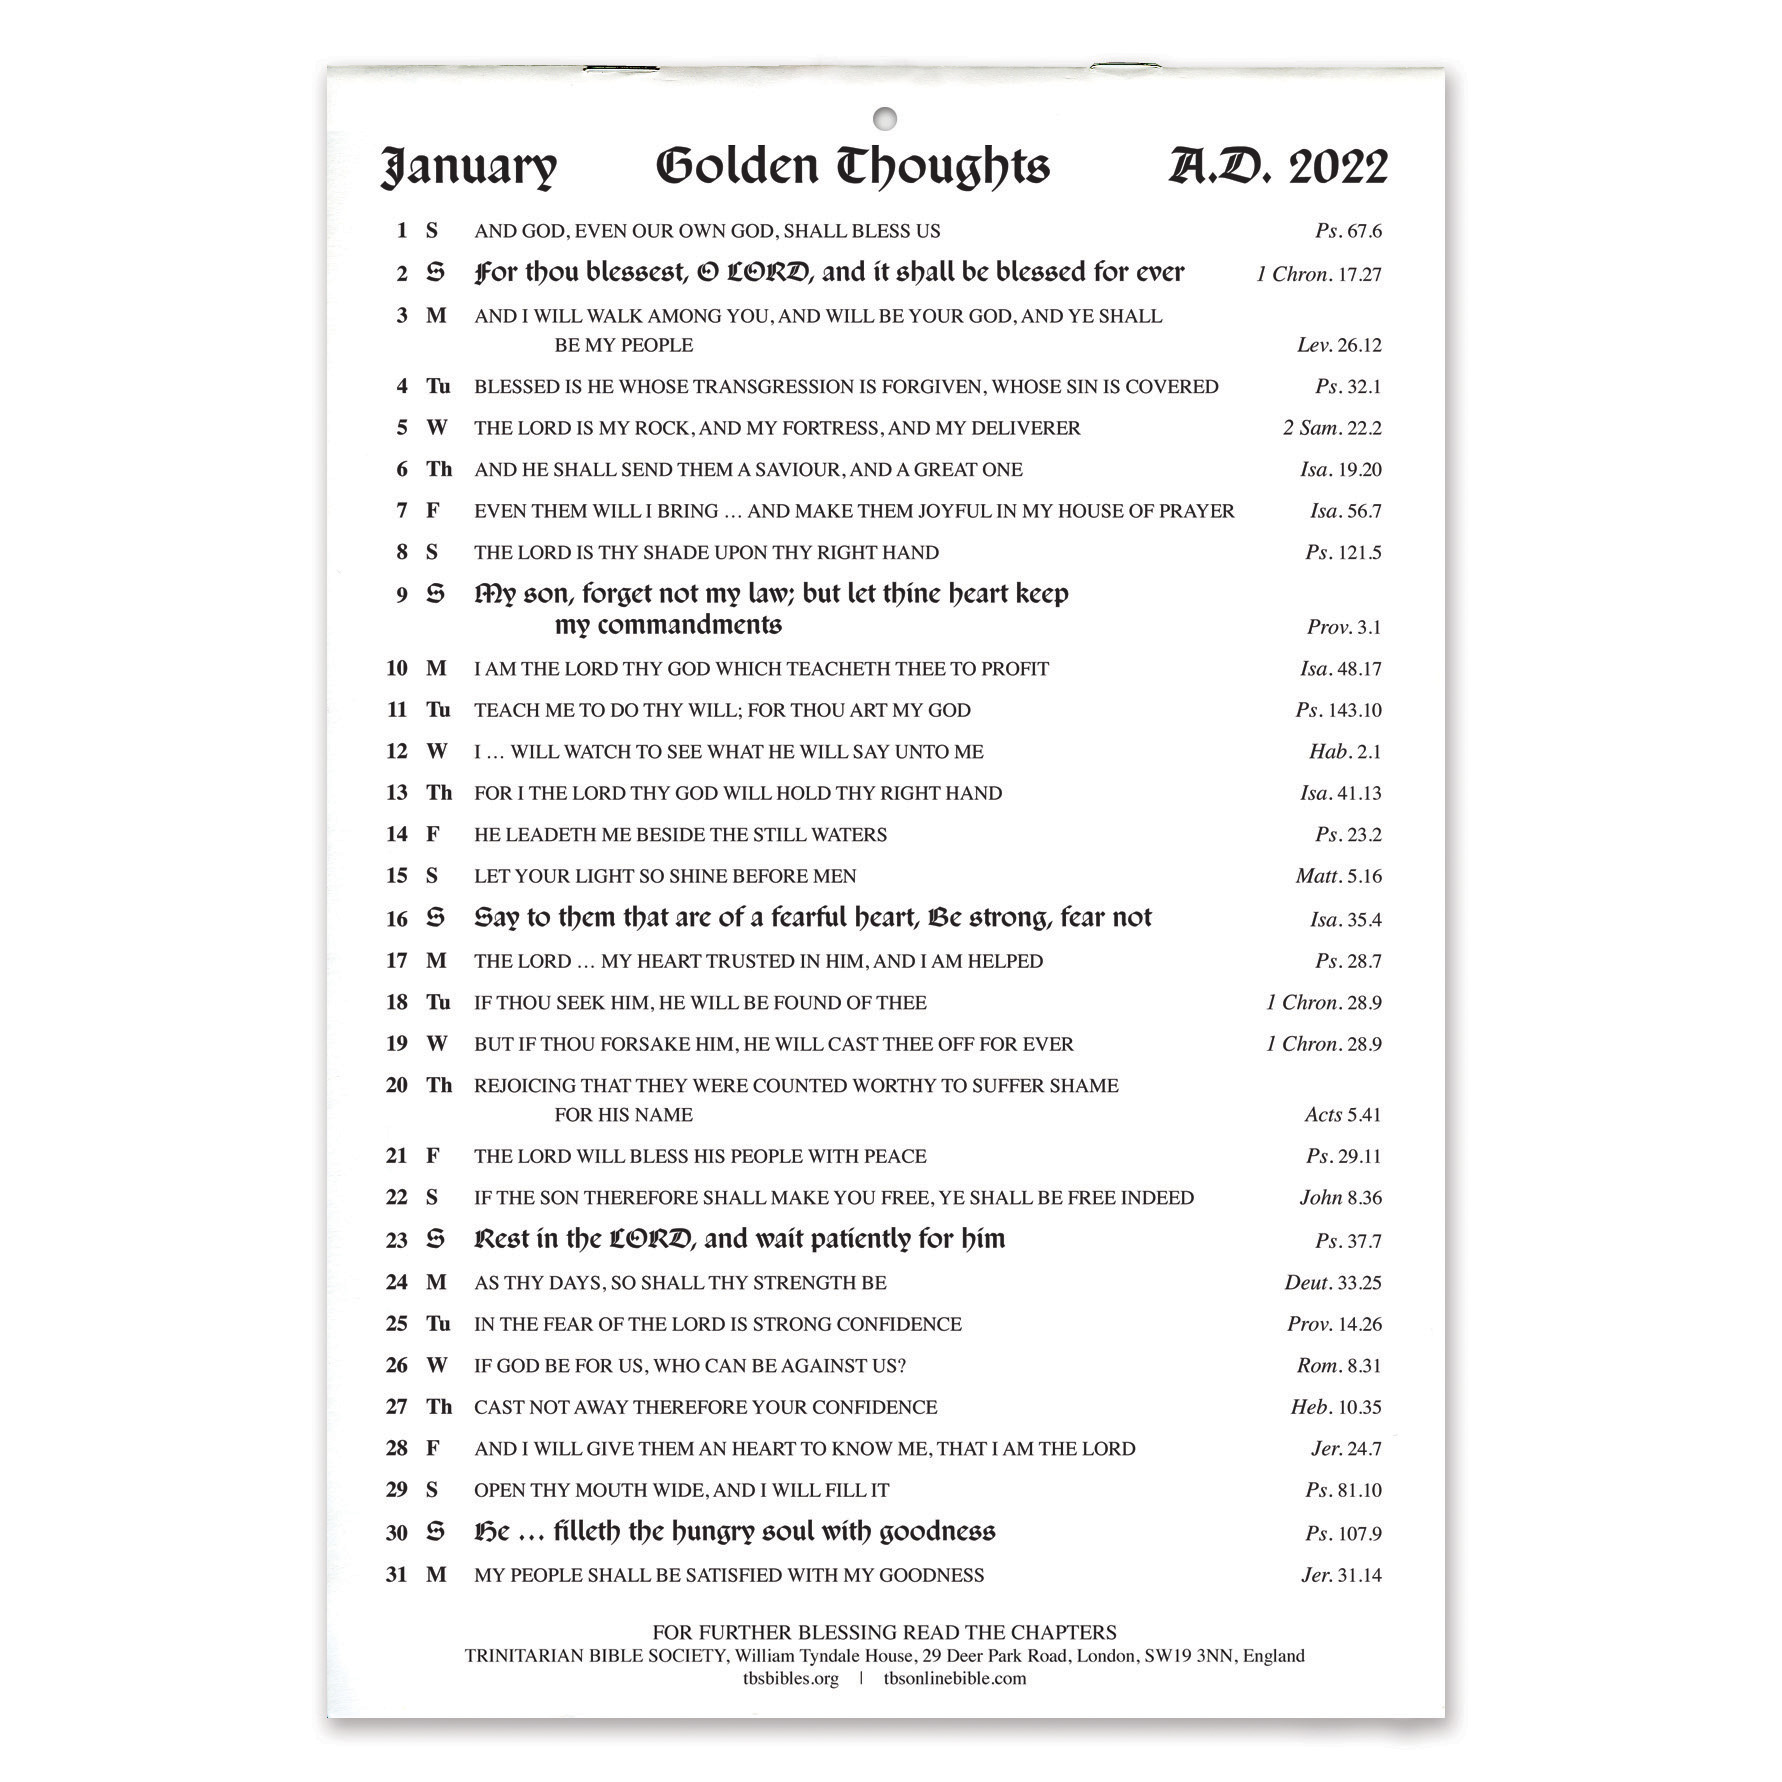 January Golden Thoughts A.D. 2022
1 S AND GOD, EVEN OUR OWN GOD, SHALL BLESS US Ps. 67.6
2 S For thou blessest, O LORD, and it shall be blessed for ever 1 Chron. 17.27
3 M AND I WILL WALK AMONG YOU, AND WILL BE YOUR GOD, AND YE SHALL
BE MY PEOPLE Lev. 26.12
4 Tu BLESSED IS HE WHOSE TRANSGRESSION IS FORGIVEN, WHOSE SIN IS COVERED Ps. 32.1
5 W THE LORD IS MY ROCK, AND MY FORTRESS, AND MY DELIVERER 2 Sam. 22.2
6 Th AND HE SHALL SEND THEM A SAVIOUR, AND A GREAT ONE Isa. 19.20
7 F EVEN THEM WILL I BRING … AND MAKE THEM JOYFUL IN MY HOUSE OF PRAYER Isa. 56.7
8 S THE LORD IS THY SHADE UPON THY RIGHT HAND Ps. 121.5
9 S My son, forget not my law; but let thine heart keep
my commandments Prov. 3.1
10 M I AM THE LORD THY GOD WHICH TEACHETH THEE TO PROFIT Isa. 48.17
11 Tu TEACH ME TO DO THY WILL; FOR THOU ART MY GOD Ps. 143.10
12 W I … WILL WATCH TO SEE WHAT HE WILL SAY UNTO ME Hab. 2.1
13 Th FOR I THE LORD THY GOD WILL HOLD THY RIGHT HAND Isa. 41.13
14 F HE LEADETH ME BESIDE THE STILL WATERS Ps. 23.2
15 S LET YOUR LIGHT SO SHINE BEFORE MEN Matt. 5.16
16 S Say to them that are of a fearful heart, Be strong, fear not Isa. 35.4
17 M THE LORD … MY HEART TRUSTED IN HIM, AND I AM HELPED Ps. 28.7
18 Tu IF THOU SEEK HIM, HE WILL BE FOUND OF THEE 1 Chron. 28.9
19 W BUT IF THOU FORSAKE HIM, HE WILL CAST THEE OFF FOR EVER 1 Chron. 28.9
20 Th REJOICING THAT THEY WERE COUNTED WORTHY TO SUFFER SHAME
FOR HIS NAME Acts 5.41
21 F THE LORD WILL BLESS HIS PEOPLE WITH PEACE Ps. 29.11
22 S IF THE SON THEREFORE SHALL MAKE YOU FREE, YE SHALL BE FREE INDEED John 8.36
23 S Rest in the LORD, and wait patiently for him Ps. 37.7
24 M AS THY DAYS, SO SHALL THY STRENGTH BE Deut. 33.25
25 Tu IN THE FEAR OF THE LORD IS STRONG CONFIDENCE Prov. 14.26
26 W IF GOD BE FOR US, WHO CAN BE AGAINST US? Rom. 8.31
27 Th CAST NOT AWAY THEREFORE YOUR CONFIDENCE Heb. 10.35
28 F AND I WILL GIVE THEM AN HEART TO KNOW ME, THAT I AM THE LORD Jer. 24.7
29 S OPEN THY MOUTH WIDE, AND I WILL FILL IT Ps. 81.10
30 S He … filleth the hungry soul with goodness Ps. 107.9
31 M MY PEOPLE SHALL BE SATISFIED WITH MY GOODNESS Jer. 31.14
FOR FURTHER BLESSING READ THE CHAPTERS
TRINITARIAN BIBLE SOCIETY, William Tyndale House, 29 Deer Park Road, London, SW19 3NN, England
tbsbibles.org | tbsonlinebible.com